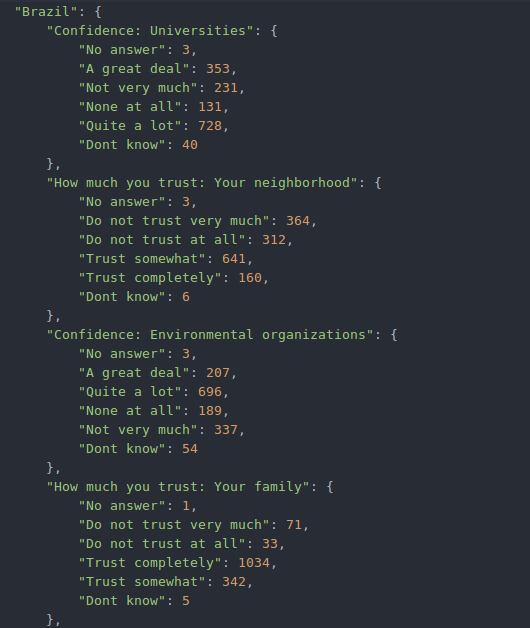 "Brazil": {
"Confidence: Universities": {
"No answer": 3,
"A great deal": 353,
"Not very much": 231,
"None at all": 131,
"Quite a lot": 728,
"Dont know": 40
},
"How much you trust: Your neighborhood": {
"No answer": 3,
"Do not trust very much": 364,
"Do not trust at all": 312,
"Trust somewhat": 641,
"Trust completely": 160,
"Dont know": 6
},
"Confidence: Environmental organizations": {
"No answer": 3,
"A great deal": 207,
"Quite a lot": 696,
"None at all": 189,
"Not very much": 337,
"Dont know": 54
},
"How much you trust: Your family": {
"No answer": 1,
"Do not trust very much": 71,
"Do not trust at all": 33,
"Trust completely": 1034,
"Trust somewhat": 342,
"Dont know": 5
},